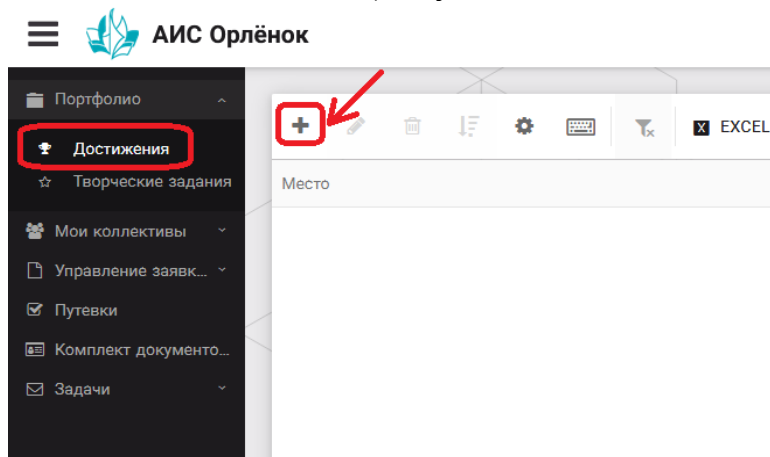 АИС Орлёнок
Портфолио
Достижения
Творческие задания
Мои коллективы
Управление заявк...
Путевки
Комплект документо...
Задачи
X EXCEL
Место